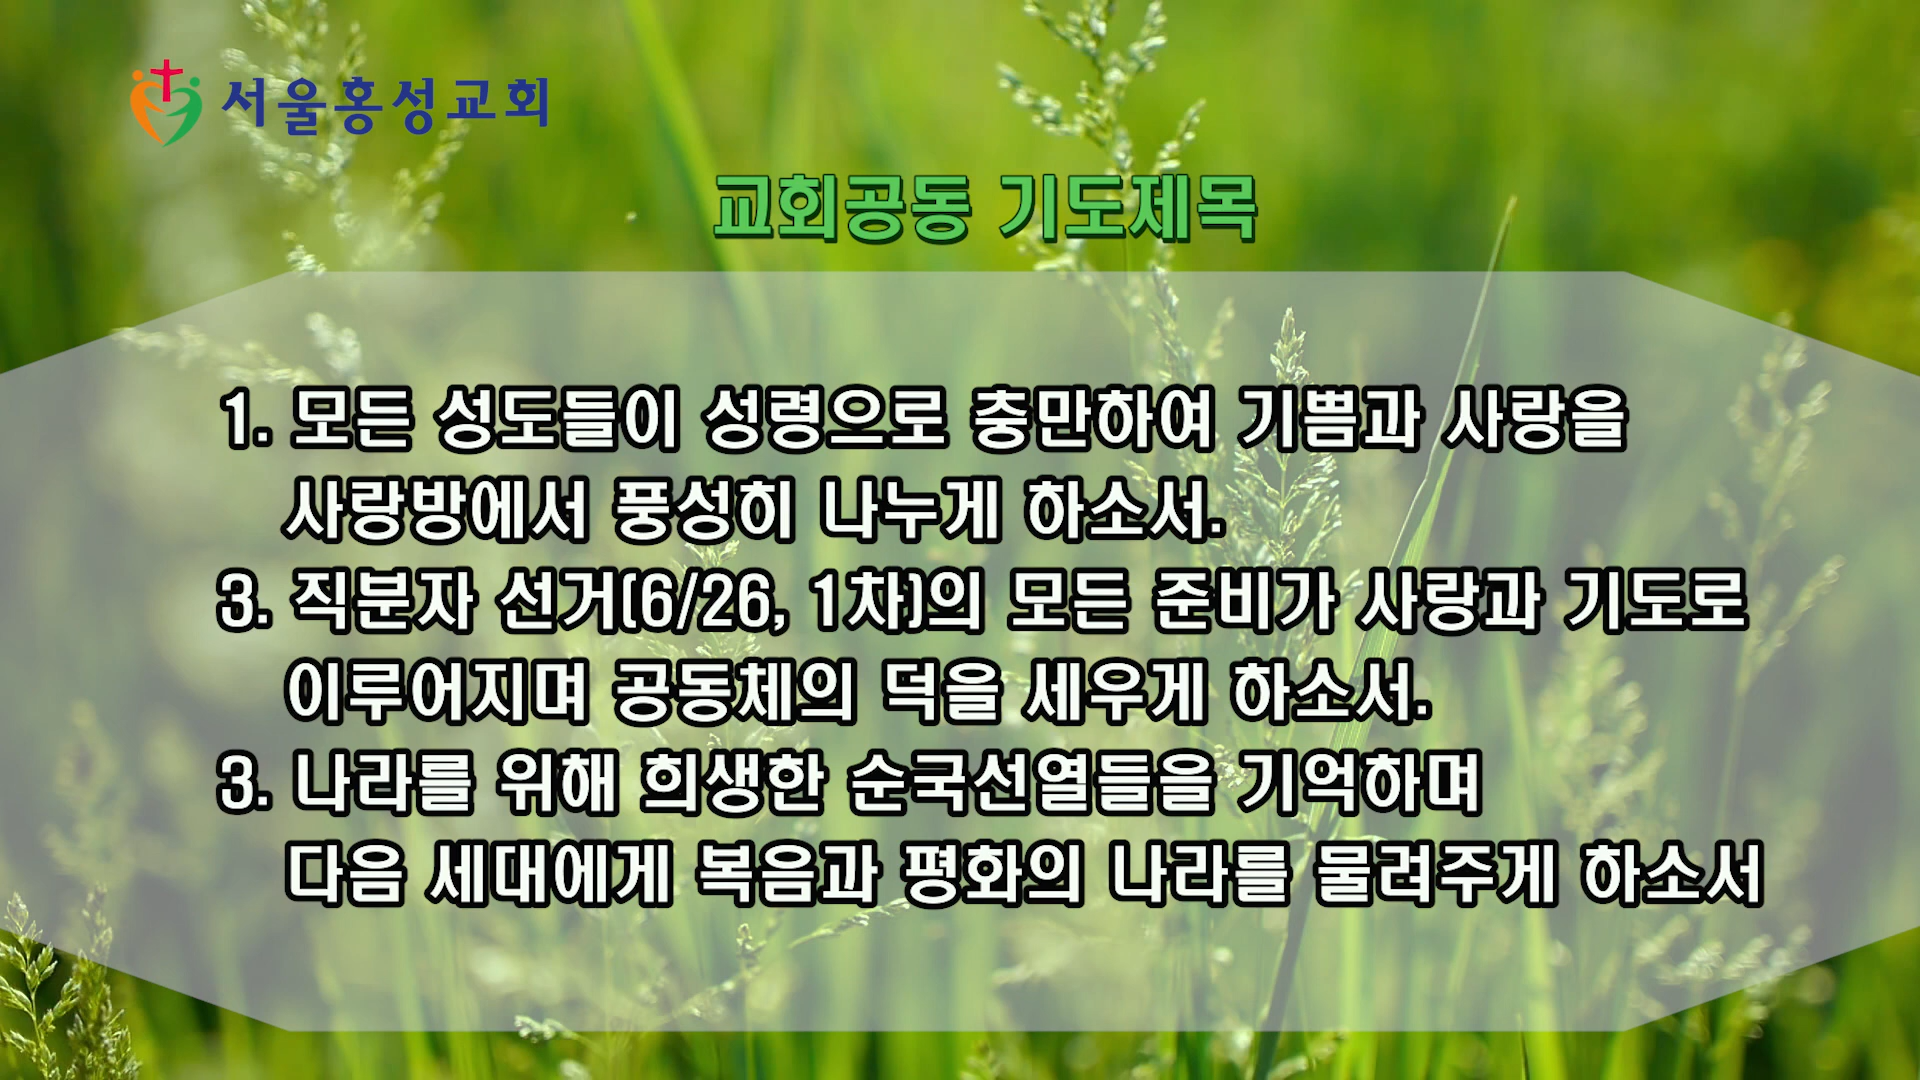 서울홍성교회
교회공동 기도제목
1. 모든 성도들이 성령으로 충만하여 기쁨과 사랑을
사랑방에서 풍성히 나누게 하소서.
3. 직분자 선거(6/26, 1차)의 모든 준비가 사랑과 기도로
이루어지며 공동체의 덕을 세우게 하소서.
3. 나라를 위해 희생한 순국선열들을 기억하며
다음 세대에게 복음과 평화의 나라를 물려주게 하소서